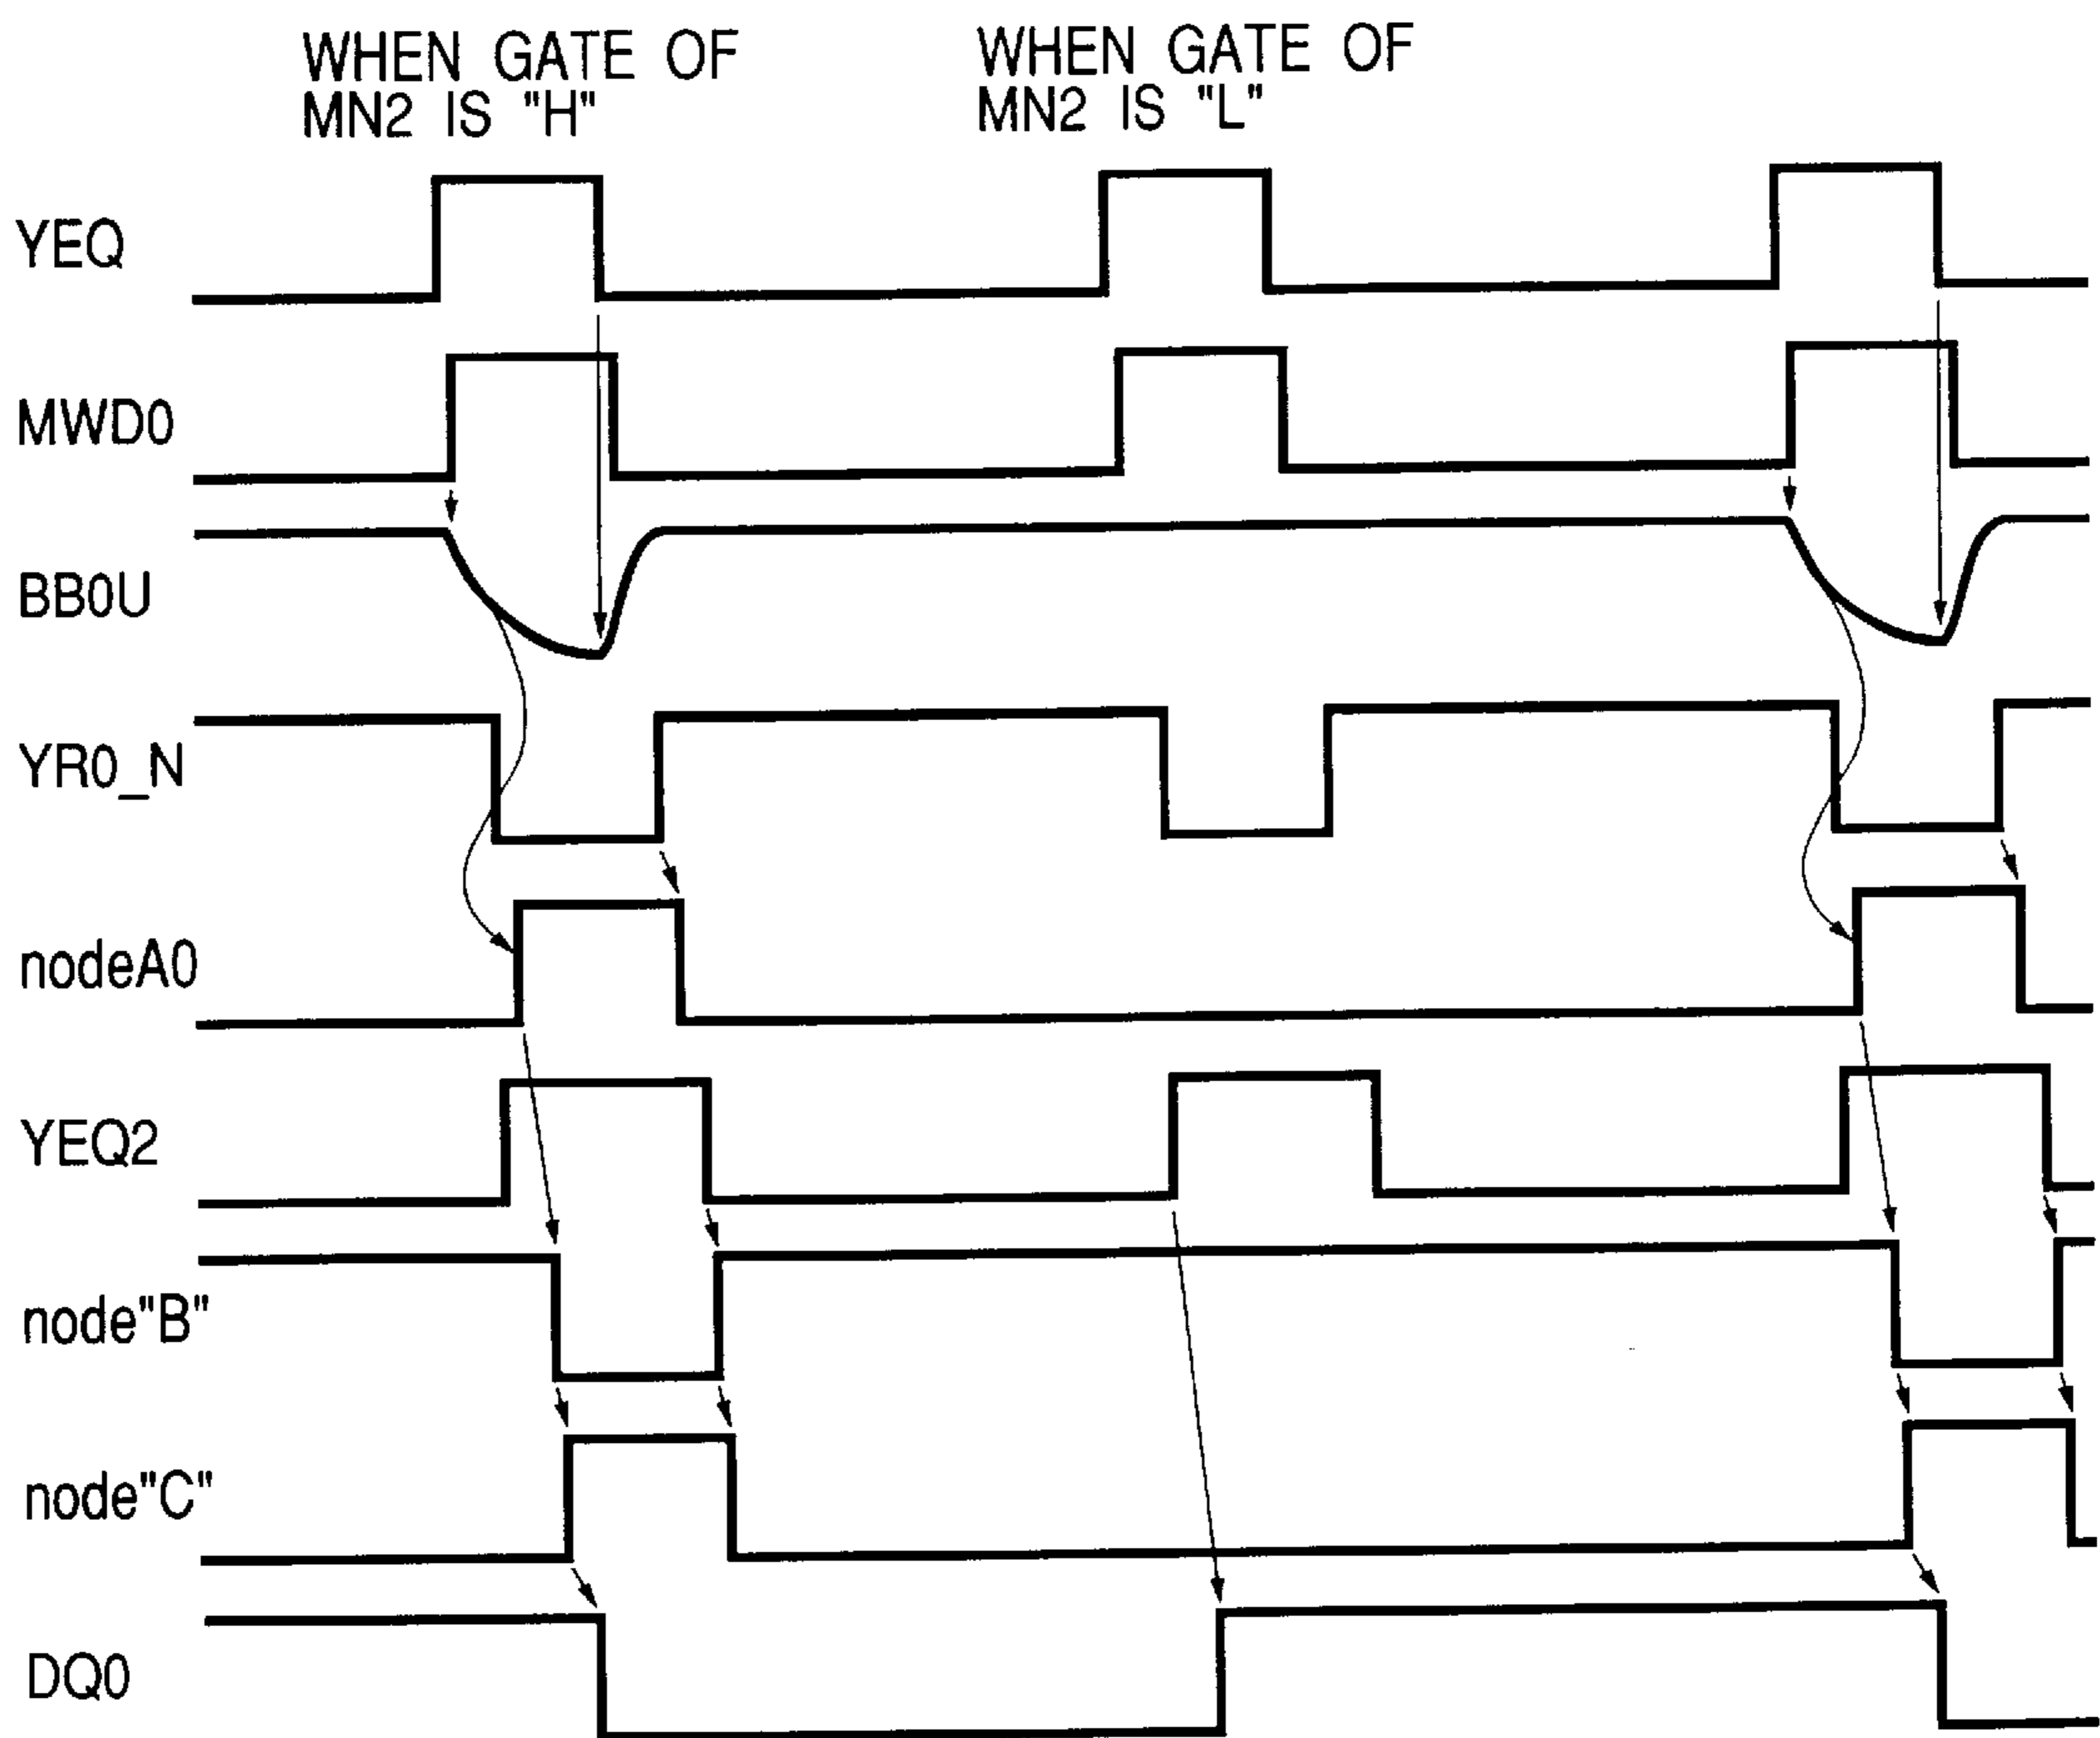 WHEN GATE OF
MN2 IS "H"
WHEN GATE OF
MN2 IS "L"
YEQ
MWD0
BB0U
YR0_N
nodeA0
YEQ2
node"B"
node"C"
DQ0